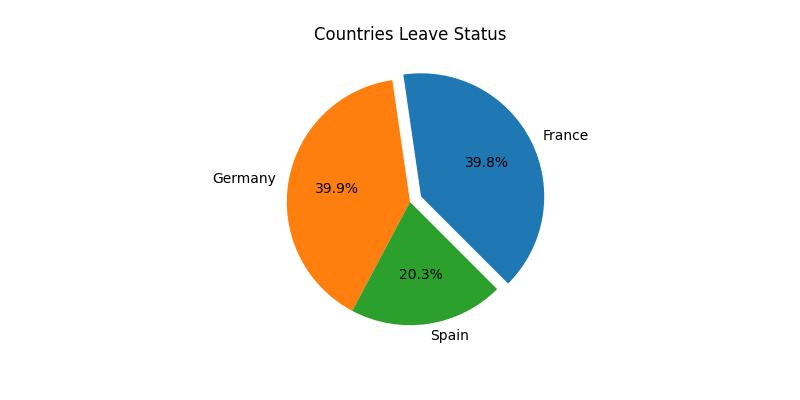 Countries Leave Status
France
39.8%
Germany
39.9%
20.3%
Spain